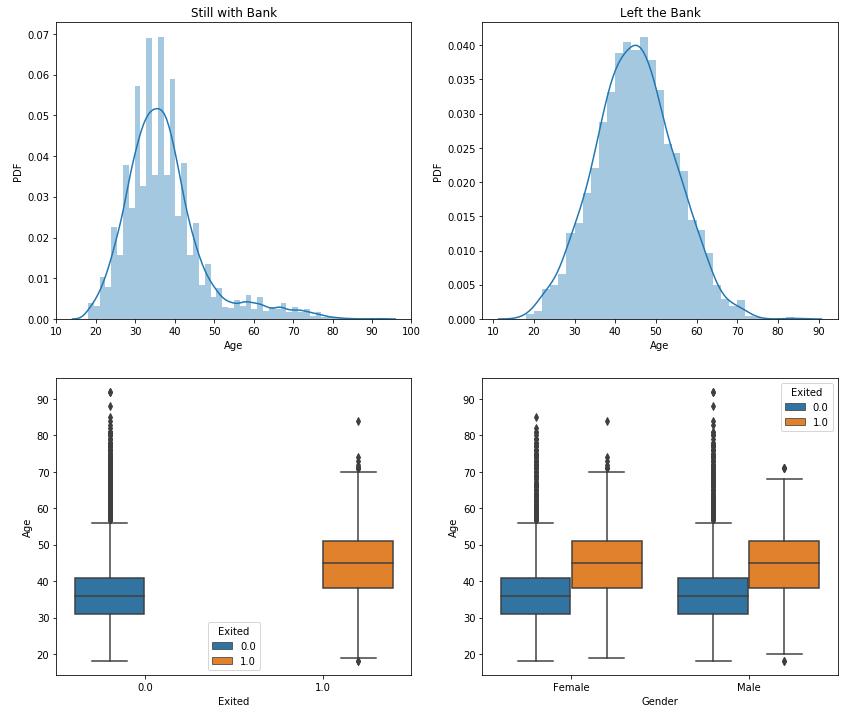 Still with Bank
0.07
0.06
0.05
0.04
0.03
0.02
0.01
0.00
PDF
10 20 30 40 50 60 70 80 90 100
Age
Left the Bank
0.040
0.035
0.030
0.025
0.020
0.015
0.010
0.005
0.000
PDF
10 20 30 40 50 60 70 80 90
Age
90
80
70
60
50
40
30
20
Age
Exited
0.0
1.0
0.0 1.0
Exited
90
80
70
60
50
40
30
20
Age
Exited
0.0
1.0
Female Male
Gender